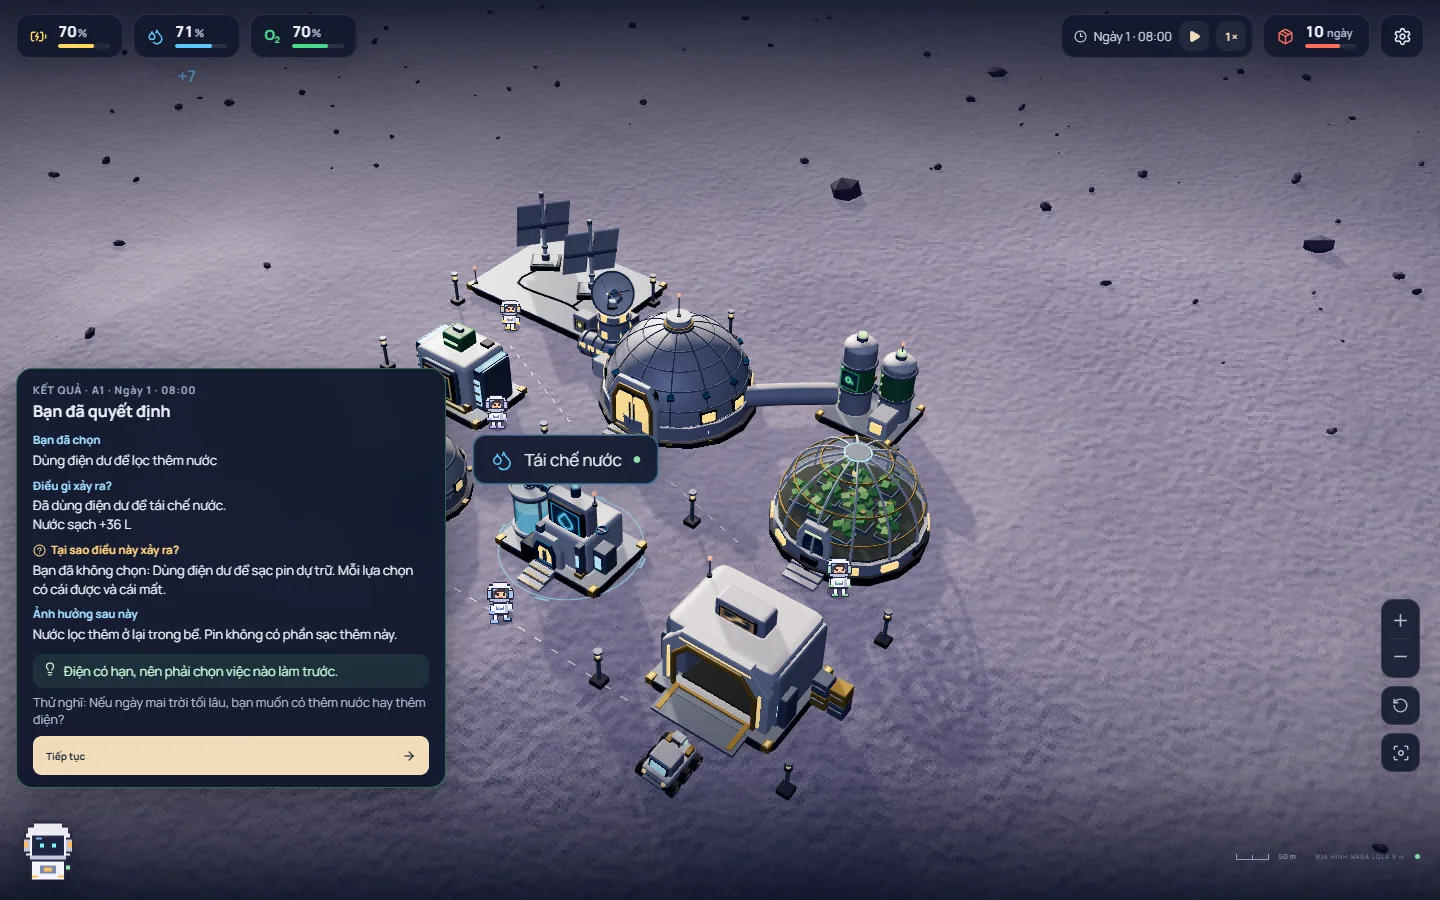 70%
71%
O₂ 70%
Ngày 1 · 08:00
1×
10 ngày
+7
KẾT QUẢ · A1 · Ngày 1 · 08:00
Bạn đã quyết định
Bạn đã chọn
Dùng điện dư để lọc thêm nước
Điều gì xảy ra?
Đã dùng điện dư để tái chế nước.
Nước sạch +36 L
Tại sao điều này xảy ra?
Bạn đã không chọn: Dùng điện dư để sạc pin dự trữ. Mỗi lựa chọn
có cái được và cái mất.
Ảnh hưởng sau này
Nước lọc thêm ở lại trong bể. Pin không có phần sạc thêm này.
Điện có hạn, nên phải chọn việc nào làm trước.
Thử nghĩ: Nếu ngày mai trời tối lâu, bạn muốn có thêm nước hay thêm
điện?
Tiếp tục
Tái chế nước
50 m
ĐỊA HÌNH NASA LOLA 5 m